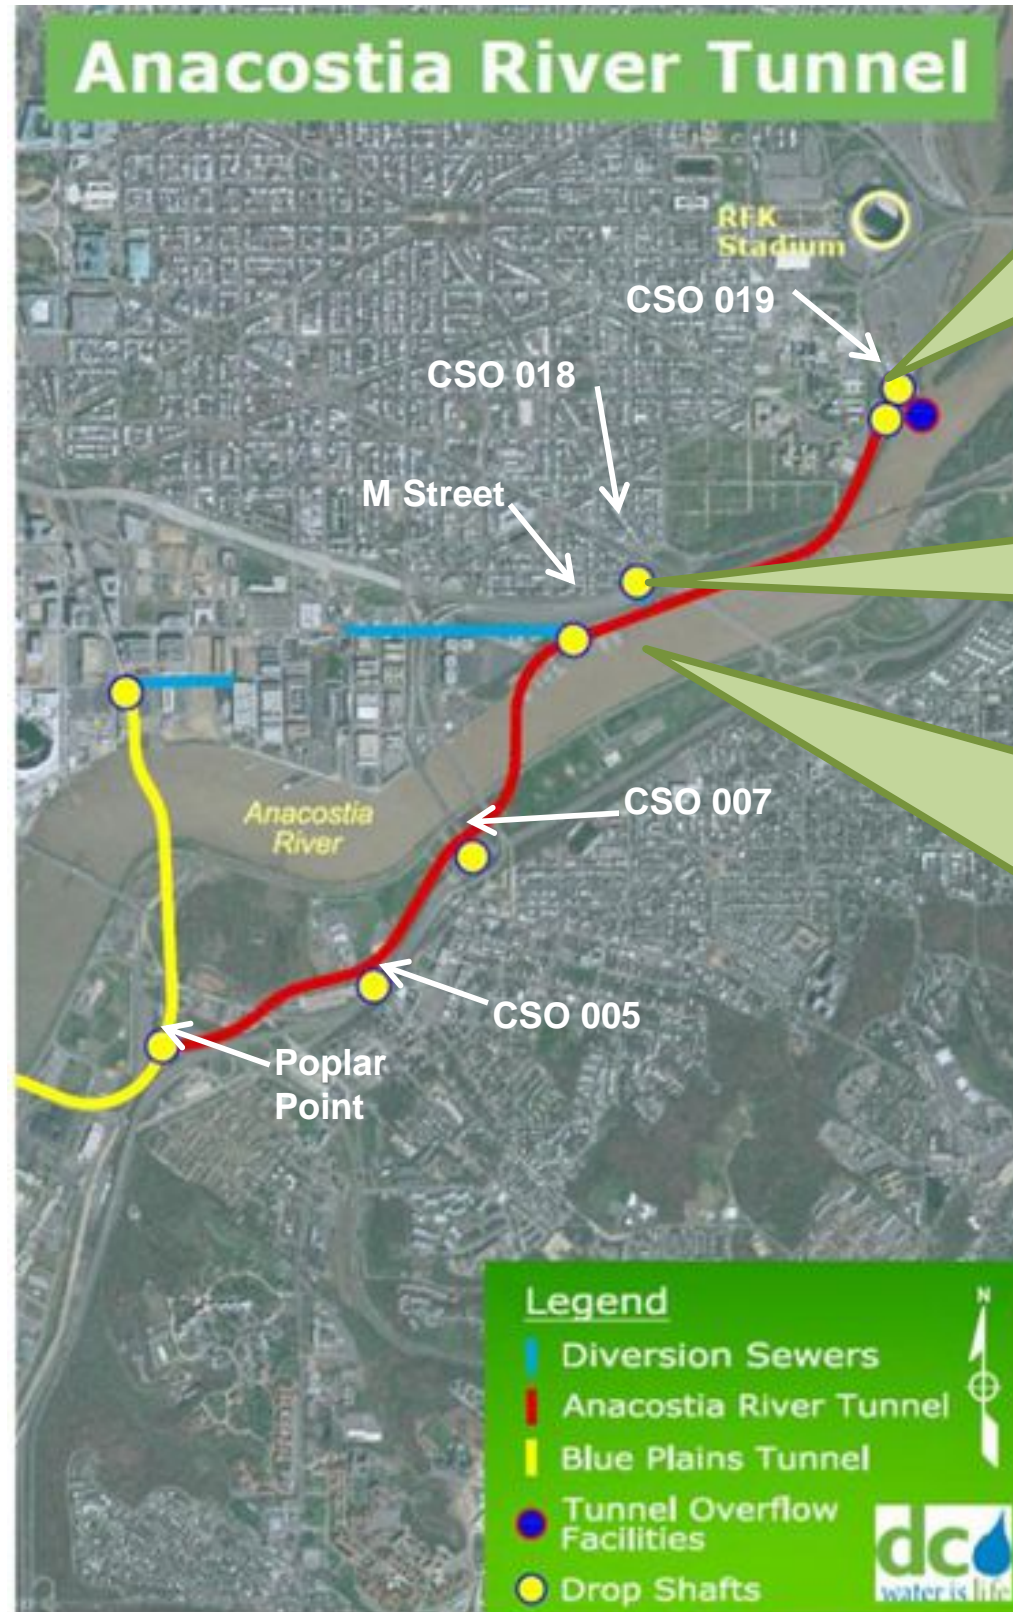 Anacostia River Tunnel
RFK
Stadium
CSO 019
CSO 018
M Street
Anacostia
River
CSO 007
CSO 005
Poplar
Point
Legend
N
Diversion Sewers
Anacostia River Tunnel
Blue Plains Tunnel
Tunnel Overflow
Facilities
Drop Shafts
dc
water is life